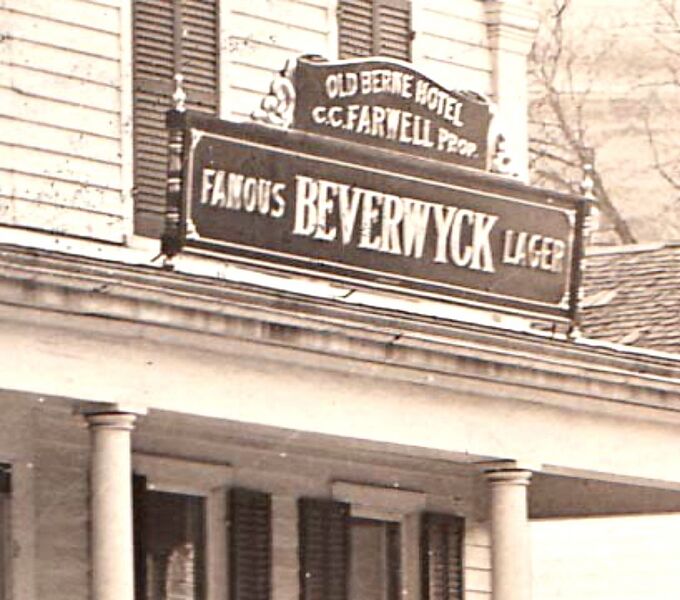 OLD BERNE HOTEL
C.C. FARWELL PROP.
FAMOUS BEVERWYCK LAGER